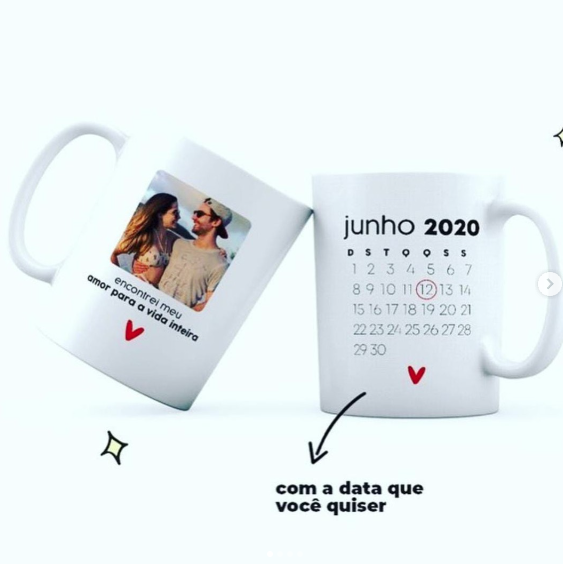 encontrei meu
amor para a vida inteira
junho 2020
D S T Q Q S S
1 2 3 4 5 6 7
8 9 10 11 12 13 14
15 16 17 18 19 20 21
22 23 24 25 26 27 28
29 30
com a data que
você quiser